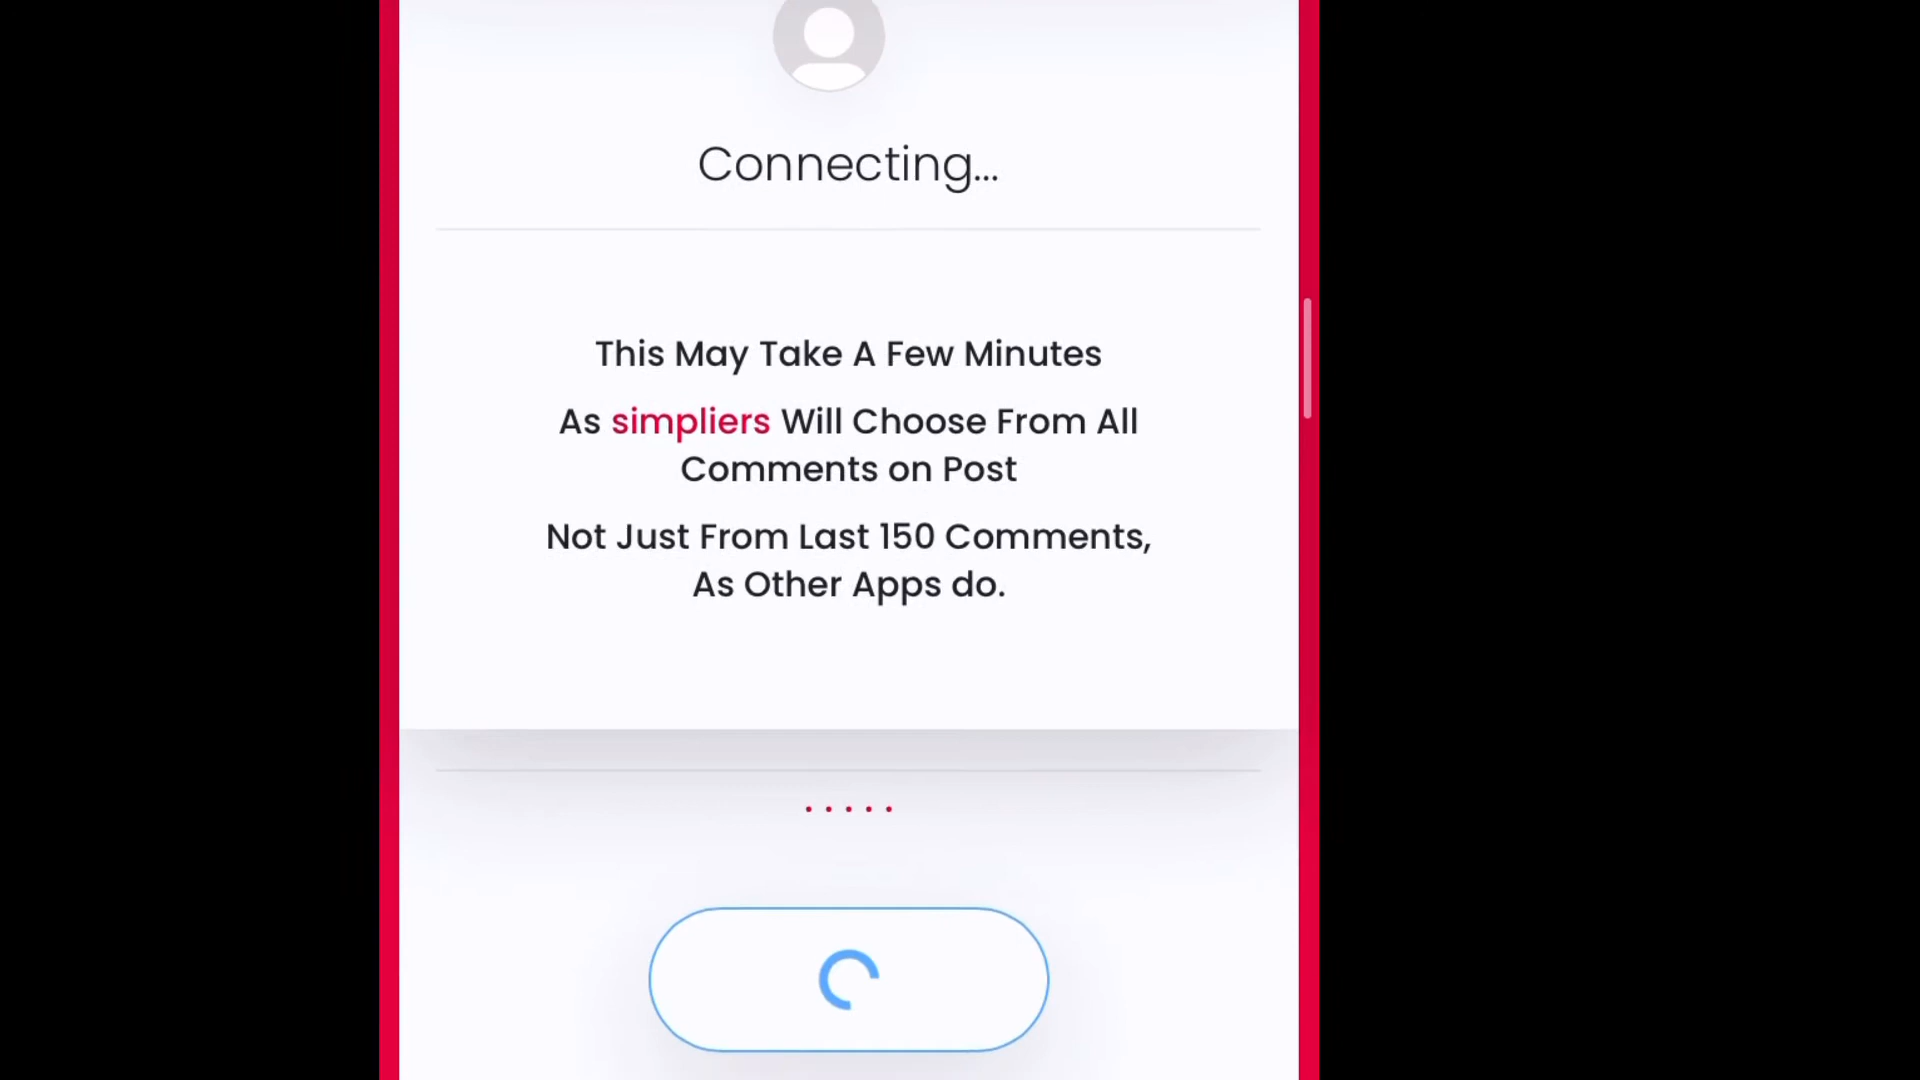 Connecting...
This May Take A Few Minutes
As simpliers Will Choose From All
Comments on Post
Not Just From Last 150 Comments,
As Other Apps do.